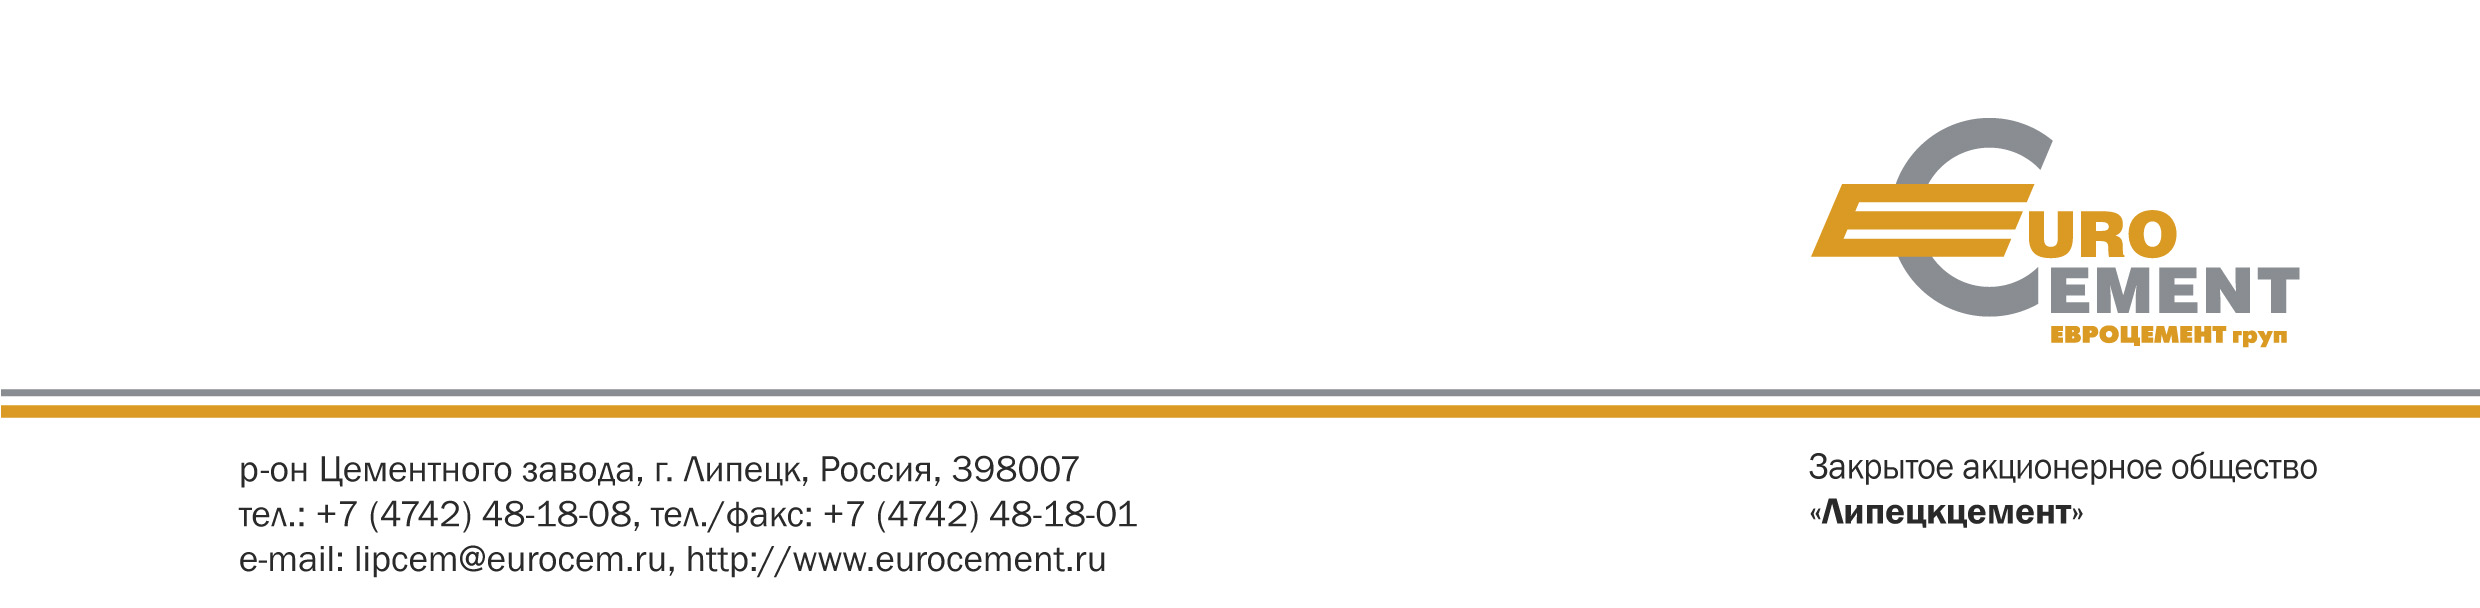 EURO
CEMENT
ЕВРОЦЕМЕНТ груп
р-он Цементного завода, г. Липецк, Россия, 398007
тел.: +7 (4742) 48-18-08, тел./факс: +7 (4742) 48-18-01
e-mail: lipcem@eurocem.ru, http://www.eurocement.ru
Закрытое акционерное общество
«Липецкцемент»